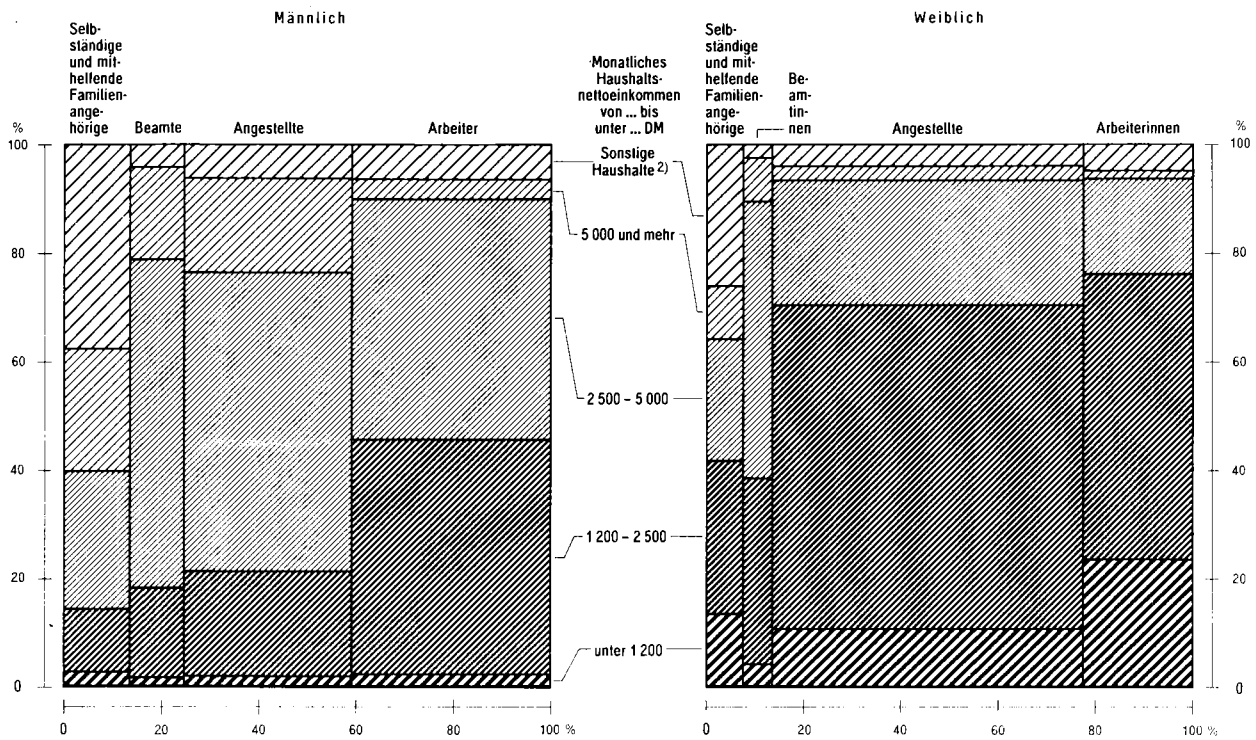 Männlich
Selb-
ständige
und mit-
helfende
Familien-
ange-
hörige
Beamte
Angestellte
Arbeiter
%
100
80
60
40
20
0
0 20 40 60 80 100 %
Monatliches
Haushalts-
nettoeinkommen
von ... bis
unter ... DM
Sonstige
Haushalte 2)
5 000 und mehr
2 500 – 5 000
1 200 – 2 500
unter 1 200
Weiblich
Selb-
ständige
und mit-
helfende
Familien-
ange-
hörige
Be-
am-
tin-
nen
Angestellte
Arbeiterinnen
%
100
80
60
40
20
0
0 20 40 60 80 100 %